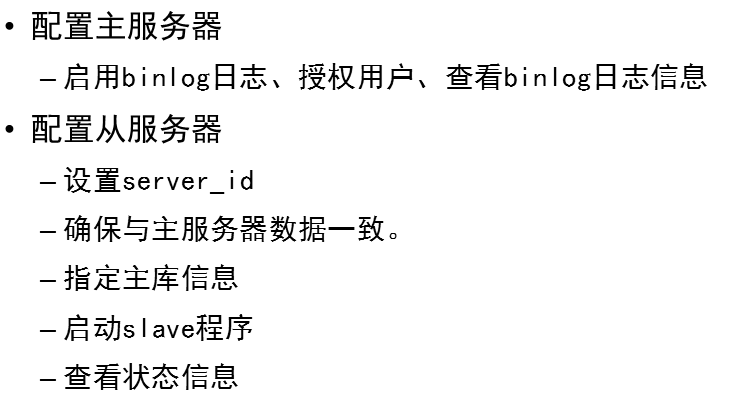 • 配置主服务器
– 启用binlog日志、授权用户、查看binlog日志信息
• 配置从服务器
– 设置server_id
– 确保与主服务器数据一致。
– 指定主库信息
– 启动slave程序
– 查看状态信息